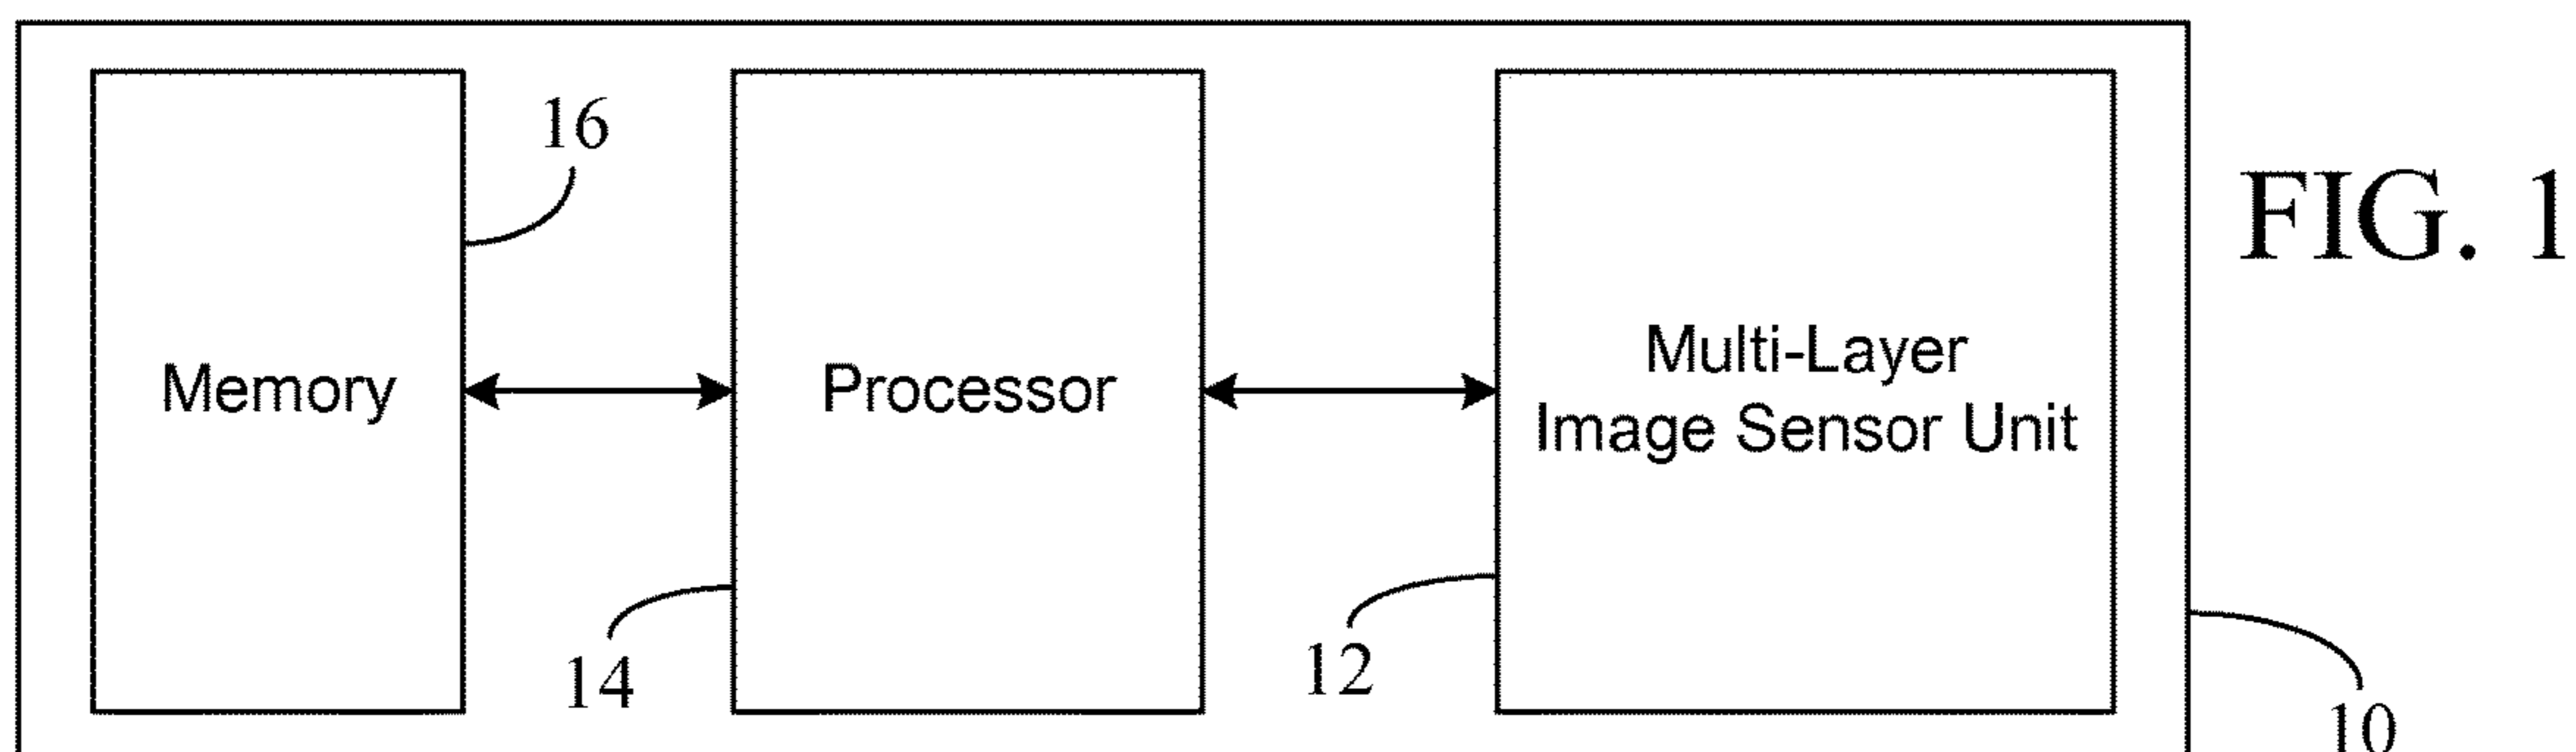 16
FIG. 1
Memory
Processor
Multi-Layer
Image Sensor Unit
14
12
10